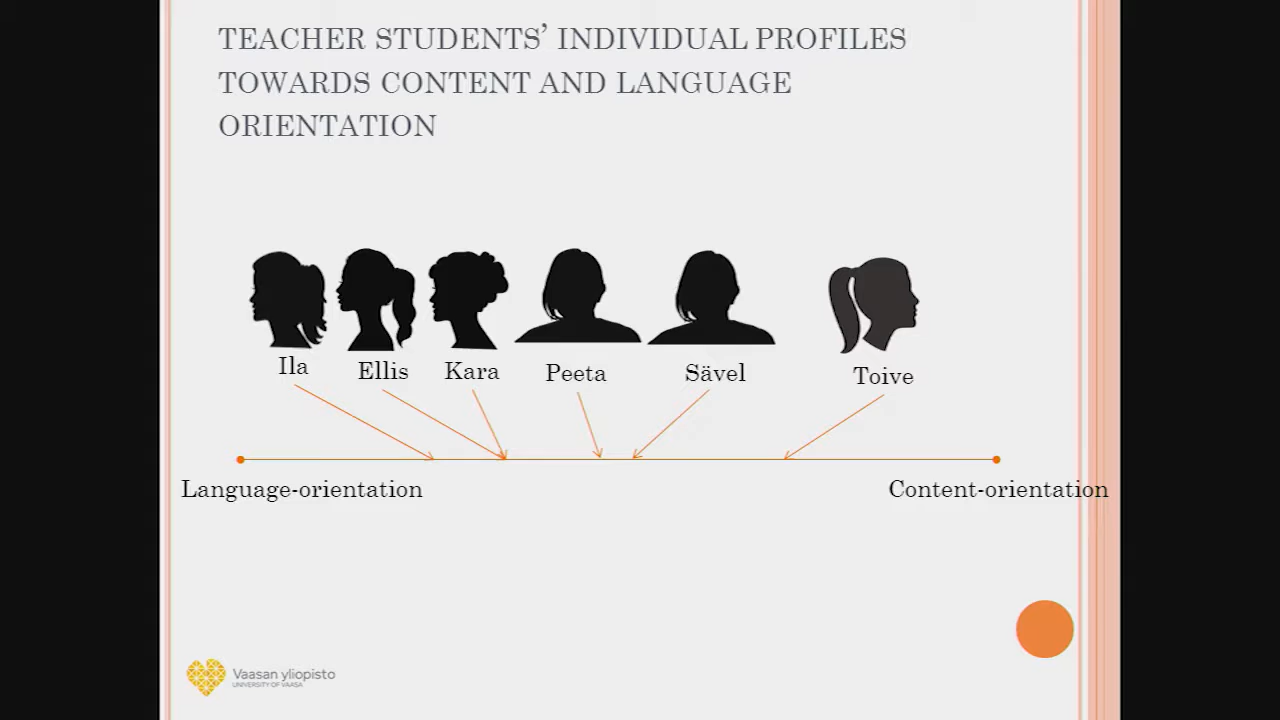 TEACHER STUDENTS’ INDIVIDUAL PROFILES
TOWARDS CONTENT AND LANGUAGE
ORIENTATION
Ila
Ellis
Kara
Peeta
Sävel
Toive
Language-orientation
Content-orientation
Vaasan yliopisto
UNIVERSITY OF VAASA